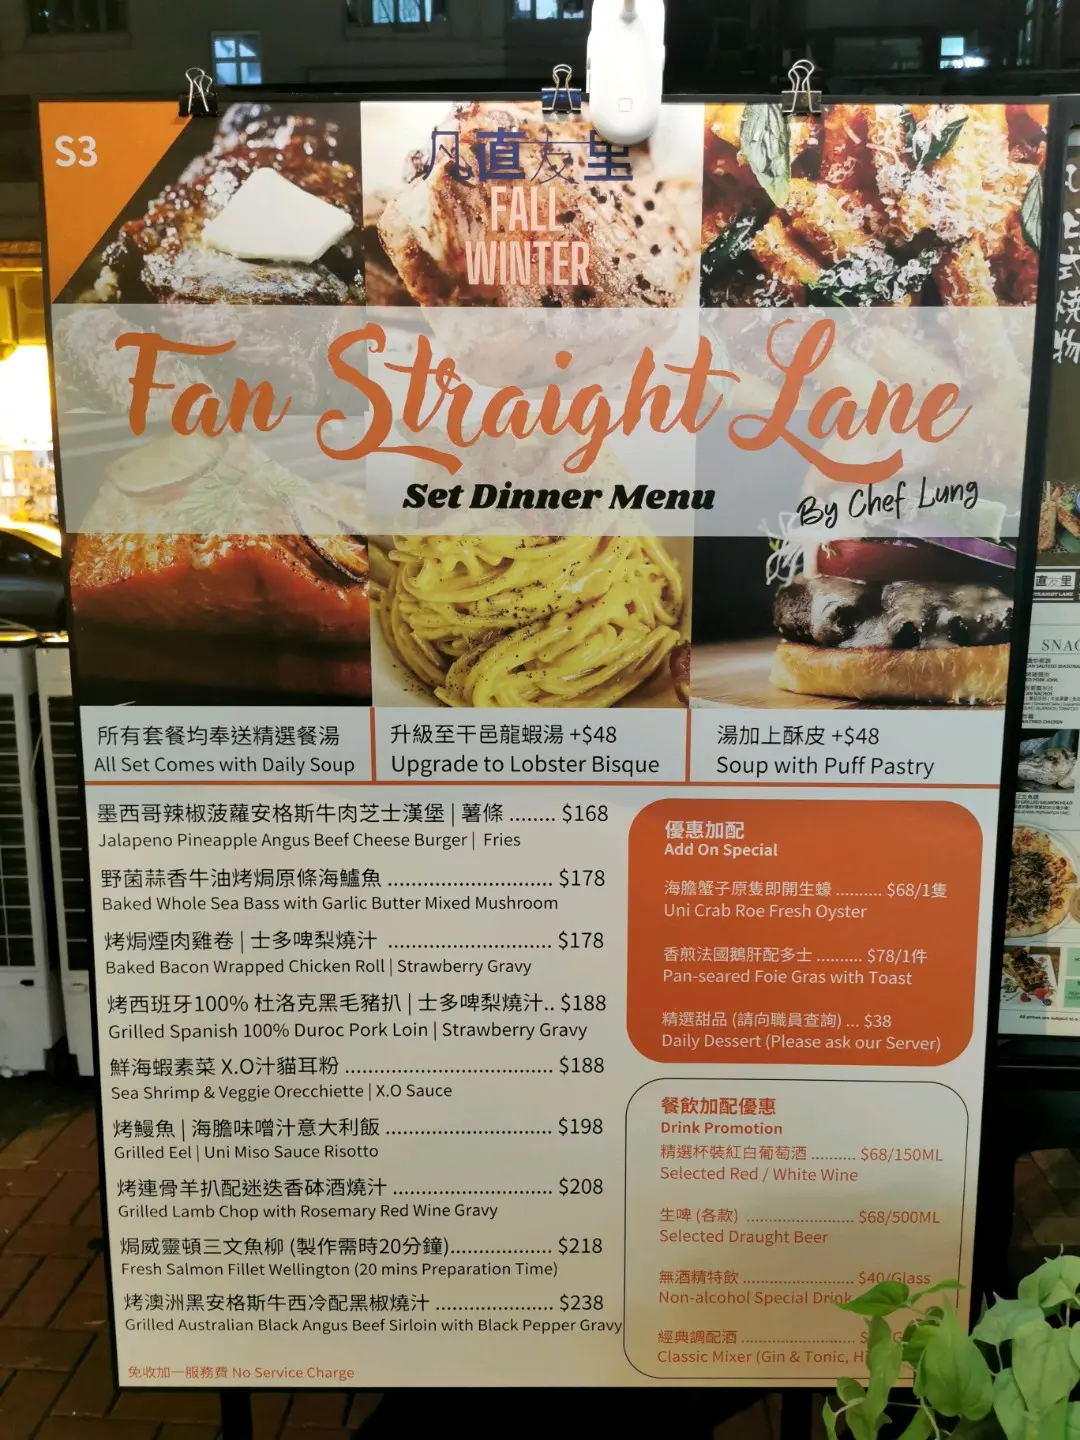 S3
凡直友里
FALL
WINTER
Fan Straight Lane
Set Dinner Menu
By Chef Lung
所有套餐均奉送精選餐湯
All Set Comes with Daily Soup
升級至干邑龍蝦湯 +$48
Upgrade to Lobster Bisque
湯加上酥皮 +$48
Soup with Puff Pastry
墨西哥辣椒菠蘿安格斯牛肉芝士漢堡 | 薯條 ........ $168
Jalapeno Pineapple Angus Beef Cheese Burger | Fries
野菌蒜香牛油烤焗原條海鱸魚 ............................ $178
Baked Whole Sea Bass with Garlic Butter Mixed Mushroom
烤焗煙肉雞卷 | 士多啤梨燒汁 ............................ $178
Baked Bacon Wrapped Chicken Roll | Strawberry Gravy
烤西班牙100% 杜洛克黑毛豬扒 | 士多啤梨燒汁.. $188
Grilled Spanish 100% Duroc Pork Loin | Strawberry Gravy
鮮海蝦素菜 X.O汁貓耳粉 ................................... $188
Sea Shrimp & Veggie Orecchiette | X.O Sauce
烤鰻魚 | 海膽味噌汁意大利飯 ............................ $198
Grilled Eel | Uni Miso Sauce Risotto
烤連骨羊扒配迷迭香砵酒燒汁 ........................... $208
Grilled Lamb Chop with Rosemary Red Wine Gravy
焗威靈頓三文魚柳 (製作需時20分鐘)................. $218
Fresh Salmon Fillet Wellington (20 mins Preparation Time)
烤澳洲黑安格斯牛西冷配黑椒燒汁 .................... $238
Grilled Australian Black Angus Beef Sirloin with Black Pepper Gravy
免收加一服務費 No Service Charge
優惠加配
Add On Special
海膽蟹子原隻即開生蠔 .......... $68/1隻
Uni Crab Roe Fresh Oyster
香煎法國鵝肝配多士 .......... $78/1件
Pan-seared Foie Gras with Toast
精選甜品 (請向職員查詢) ... $38
Daily Dessert (Please ask our Server)
餐飲加配優惠
Drink Promotion
精選杯裝紅白葡萄酒 .......... $68/150ML
Selected Red / White Wine
生啤 (各款) ........................ $68/500ML
Selected Draught Beer
無酒精特飲 ......................... $40/Glass
Non-alcohol Special Drink
經典調配酒 .........................
Classic Mixer (Gin & Tonic,
日式燒物
直友里
STRAIGHT LANE